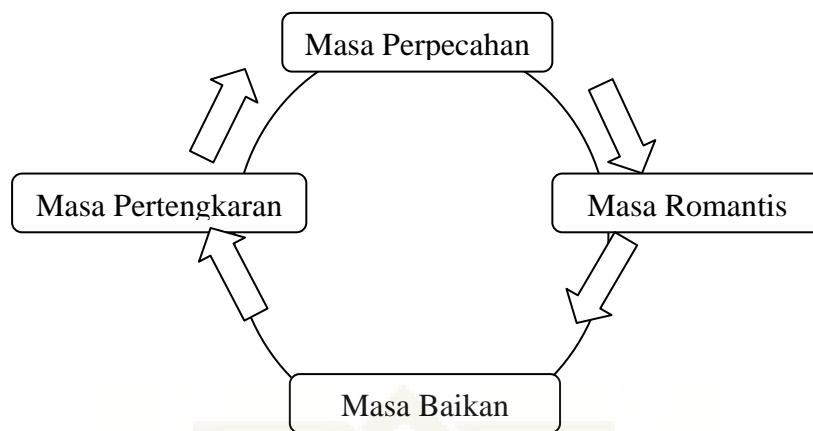 Masa Perpecahan
Masa Pertengkaran
Masa Romantis
Masa Baikan